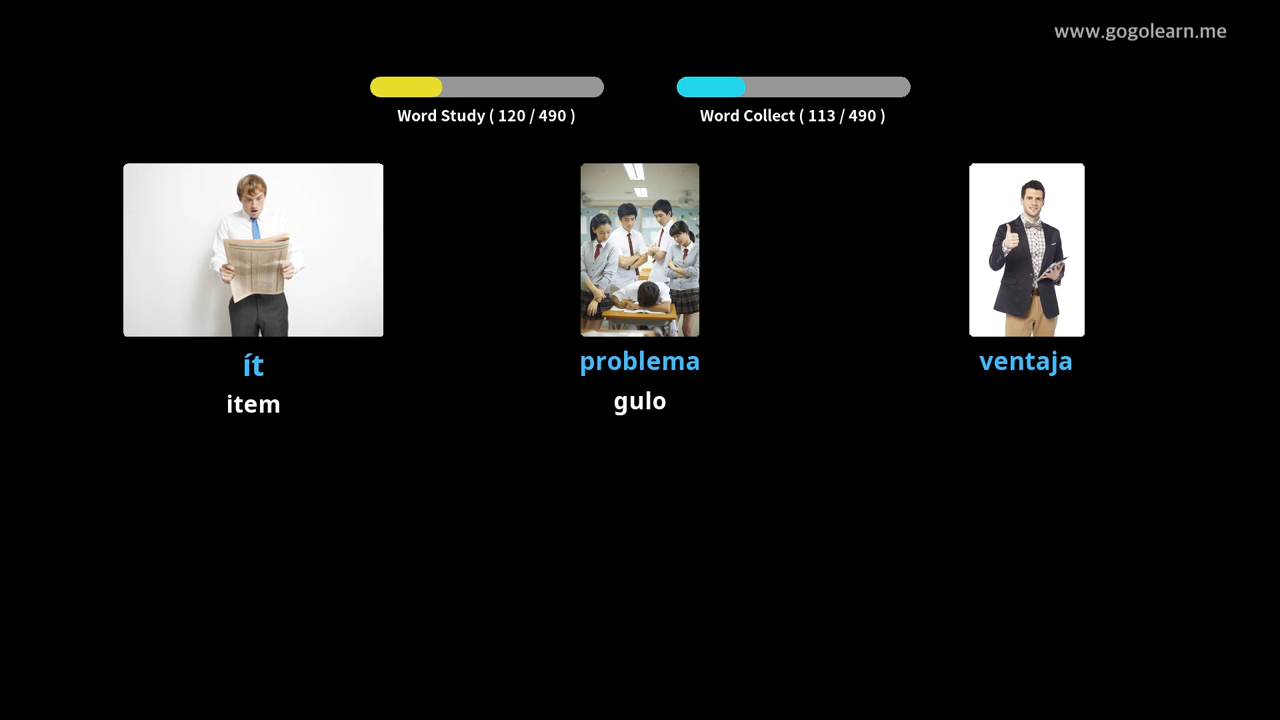 www.gogolearn.me
Word Study ( 120 / 490 )
Word Collect ( 113 / 490 )
ít
problema
ventaja
item
gulo